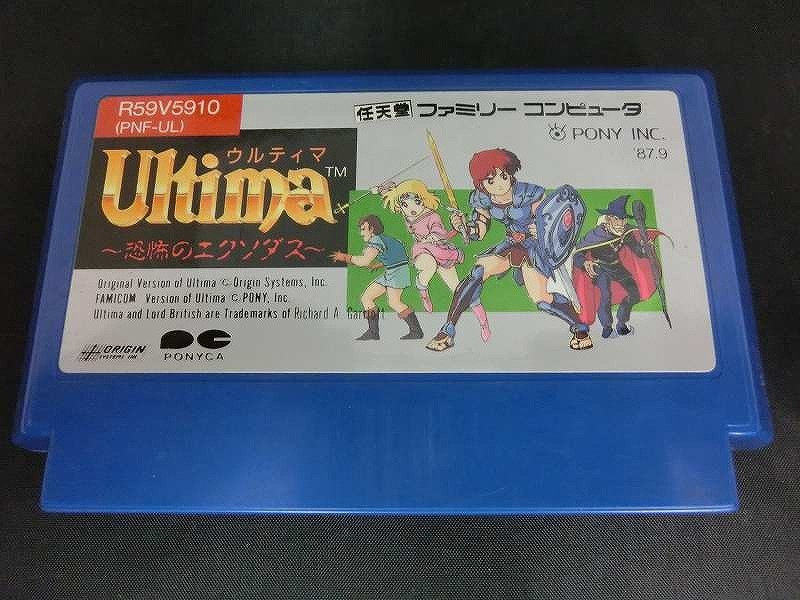 R59V5910
(PNF-UL)
任天堂 ファミリー コンピュータ
PONY INC.
'87.9
ウルティマ
Ultima™
～恐怖のエクソダス～
Original Version of Ultima © Origin Systems, Inc.
FAMICOM Version of Ultima © PONY, Inc.
Ultima and Lord British are Trademarks of Richard A Garriott
ORIGIN
SYSTEMS INC
PONYCA